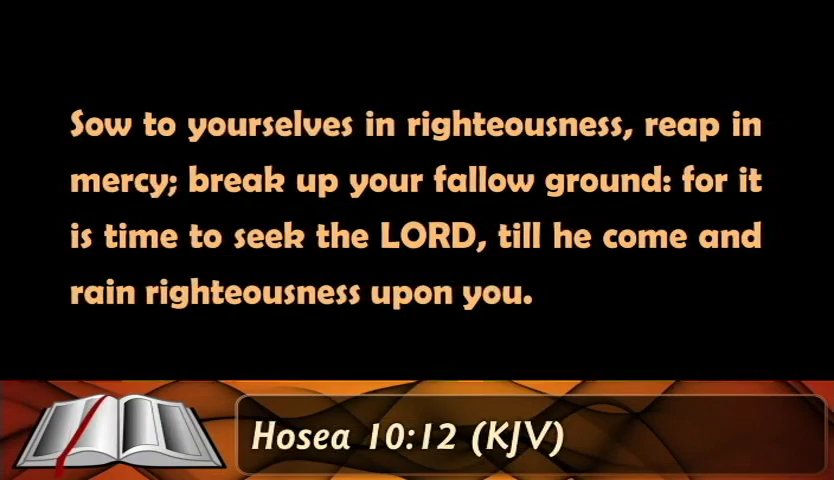 Sow to yourselves in righteousness, reap in
mercy; break up your fallow ground: for it
is time to seek the LORD, till he come and
rain righteousness upon you.
Hosea 10:12 (KJV)